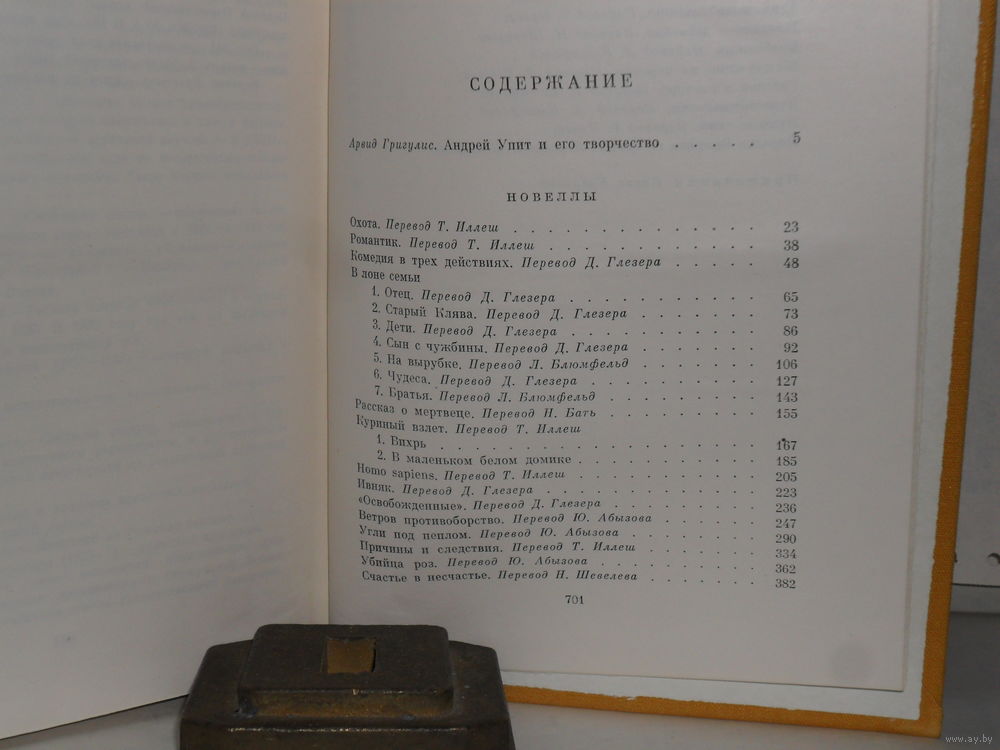 СОДЕРЖАНИЕ
Арвид Григулис. Андрей Упит и его творчество . . . . . 5
НОВЕЛЛЫ
Охота. Перевод Т. Иллеш . . . . . . . . . . . . 23
Романтик. Перевод Т. Иллеш . . . . . . . . . . 38
Комедия в трех действиях. Перевод Д. Глезера . . . . . 48
В лоне семьи
1. Отец. Перевод Д. Глезера . . . . . . . . . 65
2. Старый Клява. Перевод Д. Глезера . . . . . . 73
3. Дети. Перевод Д. Глезера . . . . . . . . . 86
4. Сын с чужбины. Перевод Д. Глезера . . . . . . 92
5. На вырубке. Перевод Л. Блюмфельд . . . . . . 106
6. Чудеса. Перевод Д. Глезера . . . . . . . . 127
7. Братья. Перевод Л. Блюмфельд . . . . . . . 143
Рассказ о мертвеце. Перевод Н. Бать . . . . . . . 155
Куриный взлет. Перевод Т. Иллеш
1. Вихрь . . . . . . . . . . . . . . . 167
2. В маленьком белом домике . . . . . . . . . 185
Homo sapiens. Перевод Т. Иллеш . . . . . . . . 205
Ивняк. Перевод Д. Глезера . . . . . . . . . . 223
«Освобожденные». Перевод Д. Глезера . . . . . . . 236
Ветров противоборство. Перевод Ю. Абызова . . . . . 247
Угли под пеплом. Перевод Ю. Абызова . . . . . . 290
Причины и следствия. Перевод Т. Иллеш . . . . . . 334
Убийца роз. Перевод Ю. Абызова . . . . . . . . 362
Счастье в несчастье. Перевод Н. Шевелева . . . . . . 382
701
www.ay.by